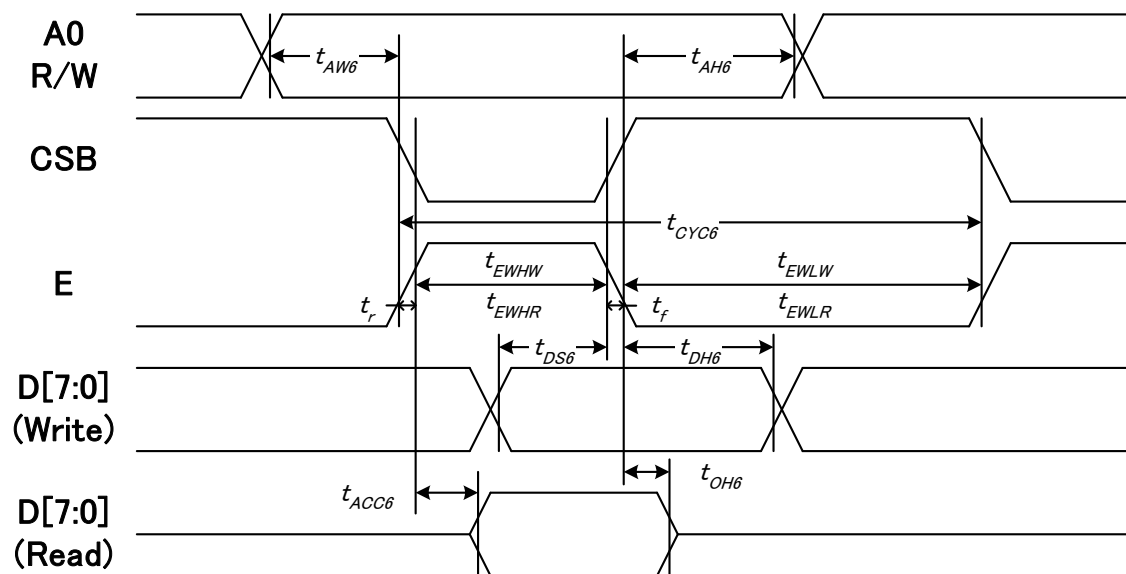 A0
R/W
tAW6
tAH6
CSB
tCYC6
E
tEWHW
tEWLW
tr
tEWHR
tf
tEWLR
tDS6
tDH6
D[7:0]
(Write)
tACC6
tOH6
D[7:0]
(Read)